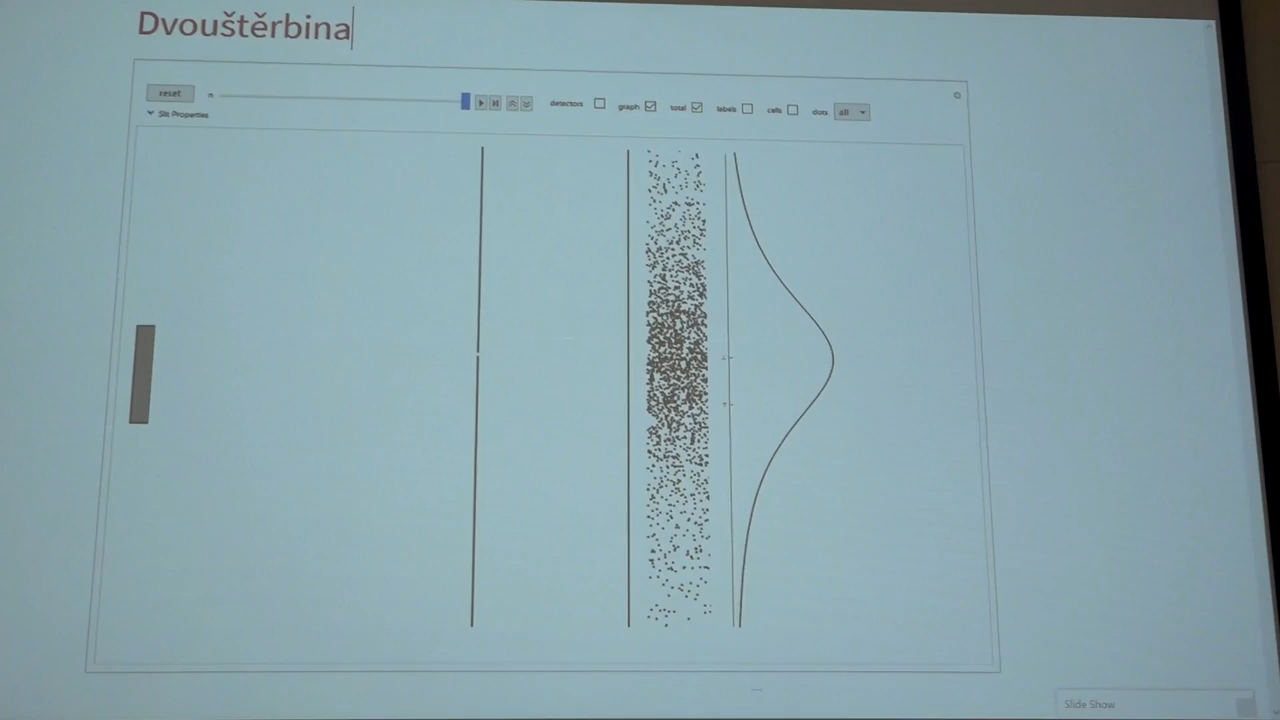 Dvouštěrbina
reset n detectors graph total labels cells dots all
Slit Properties
Slide Show